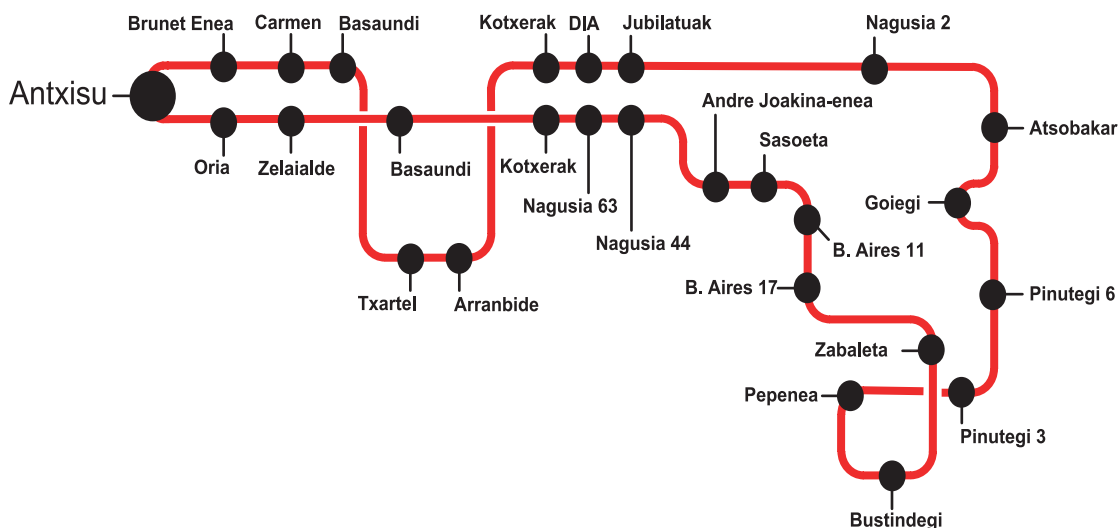 Brunet Enea
Carmen
Basaundi
Kotxerak
DIA
Jubilatuak
Nagusia 2
Antxisu
Andre Joakina-enea
Atsobakar
Sasoeta
Oria
Zelaialde
Basaundi
Kotxerak
Nagusia 63
Goiegi
Nagusia 44
B. Aires 11
B. Aires 17
Pinutegi 6
Txartel
Arranbide
Zabaleta
Pepenea
Pinutegi 3
Bustindegi